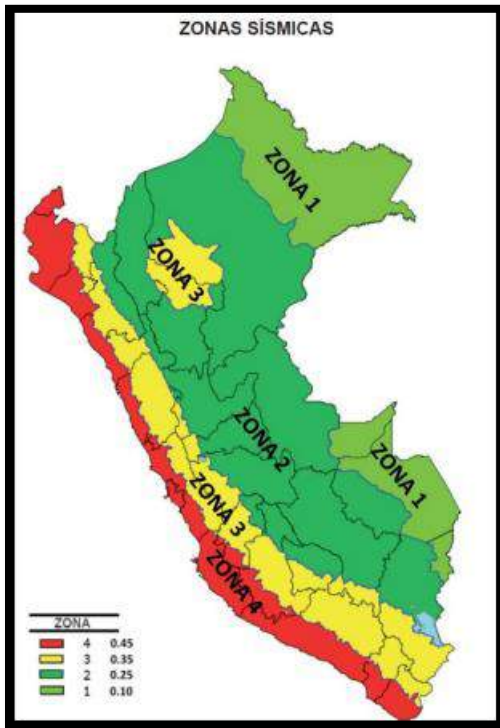 ZONAS SÍSMICAS
ZONA 1
ZONA 3
ZONA 2
ZONA 1
ZONA 3
ZONA 4
ZONA
4 0.45
3 0.35
2 0.25
1 0.10